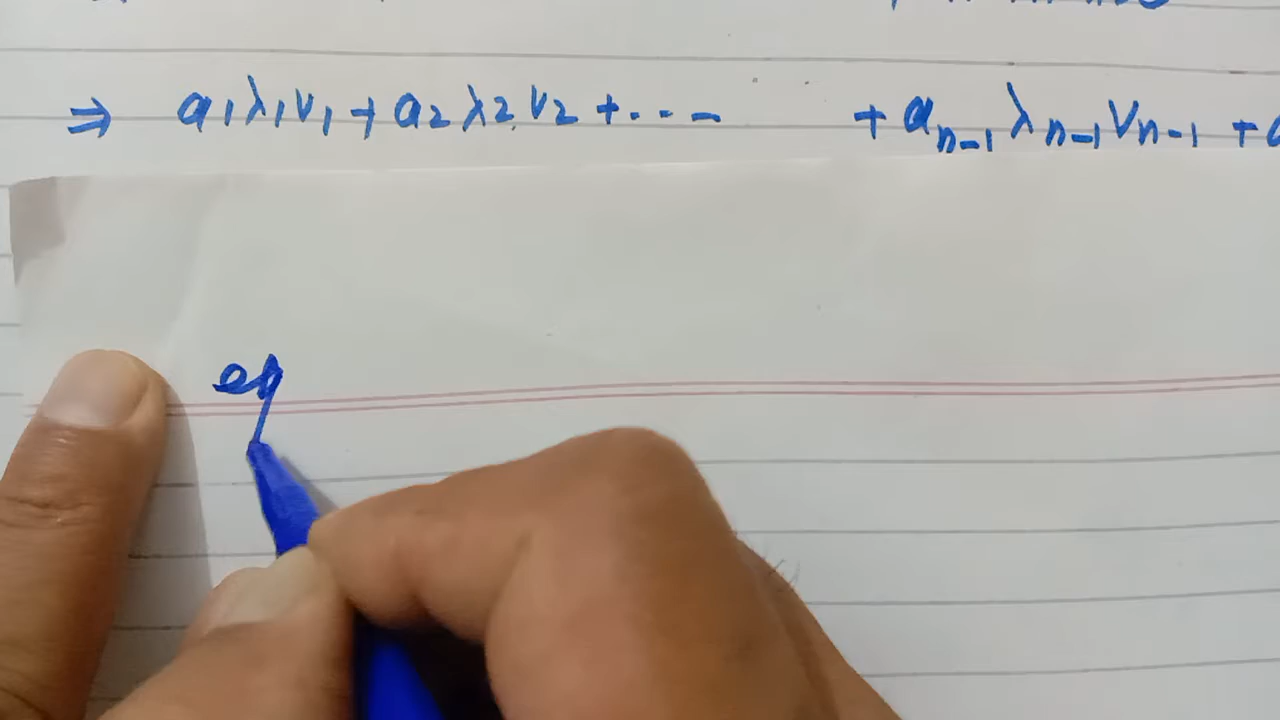 ⇒ a₁λ₁v₁ + a₂λ₂v₂ + .... + aₙ₋₁λₙ₋₁vₙ₋₁ +
eq